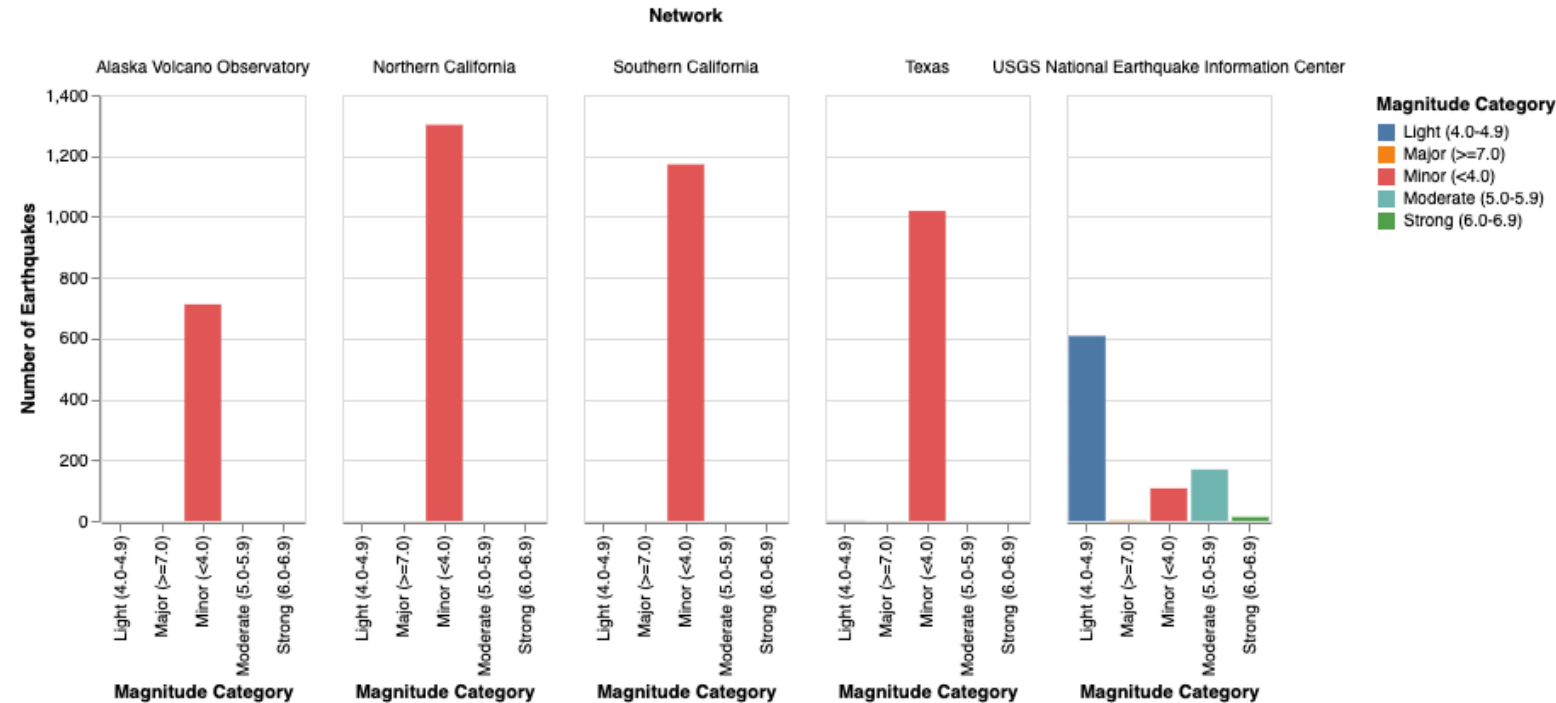 Network
Alaska Volcano Observatory
Northern California
Southern California
Texas
USGS National Earthquake Information Center
Number of Earthquakes
1,400
1,200
1,000
800
600
400
200
0
Light (4.0-4.9)
Major (>=7.0)
Minor (<4.0)
Moderate (5.0-5.9)
Strong (6.0-6.9)
Magnitude Category
Light (4.0-4.9)
Major (>=7.0)
Minor (<4.0)
Moderate (5.0-5.9)
Strong (6.0-6.9)
Magnitude Category
Light (4.0-4.9)
Major (>=7.0)
Minor (<4.0)
Moderate (5.0-5.9)
Strong (6.0-6.9)
Magnitude Category
Light (4.0-4.9)
Major (>=7.0)
Minor (<4.0)
Moderate (5.0-5.9)
Strong (6.0-6.9)
Magnitude Category
Light (4.0-4.9)
Major (>=7.0)
Minor (<4.0)
Moderate (5.0-5.9)
Strong (6.0-6.9)
Magnitude Category
Magnitude Category
Light (4.0-4.9)
Major (>=7.0)
Minor (<4.0)
Moderate (5.0-5.9)
Strong (6.0-6.9)